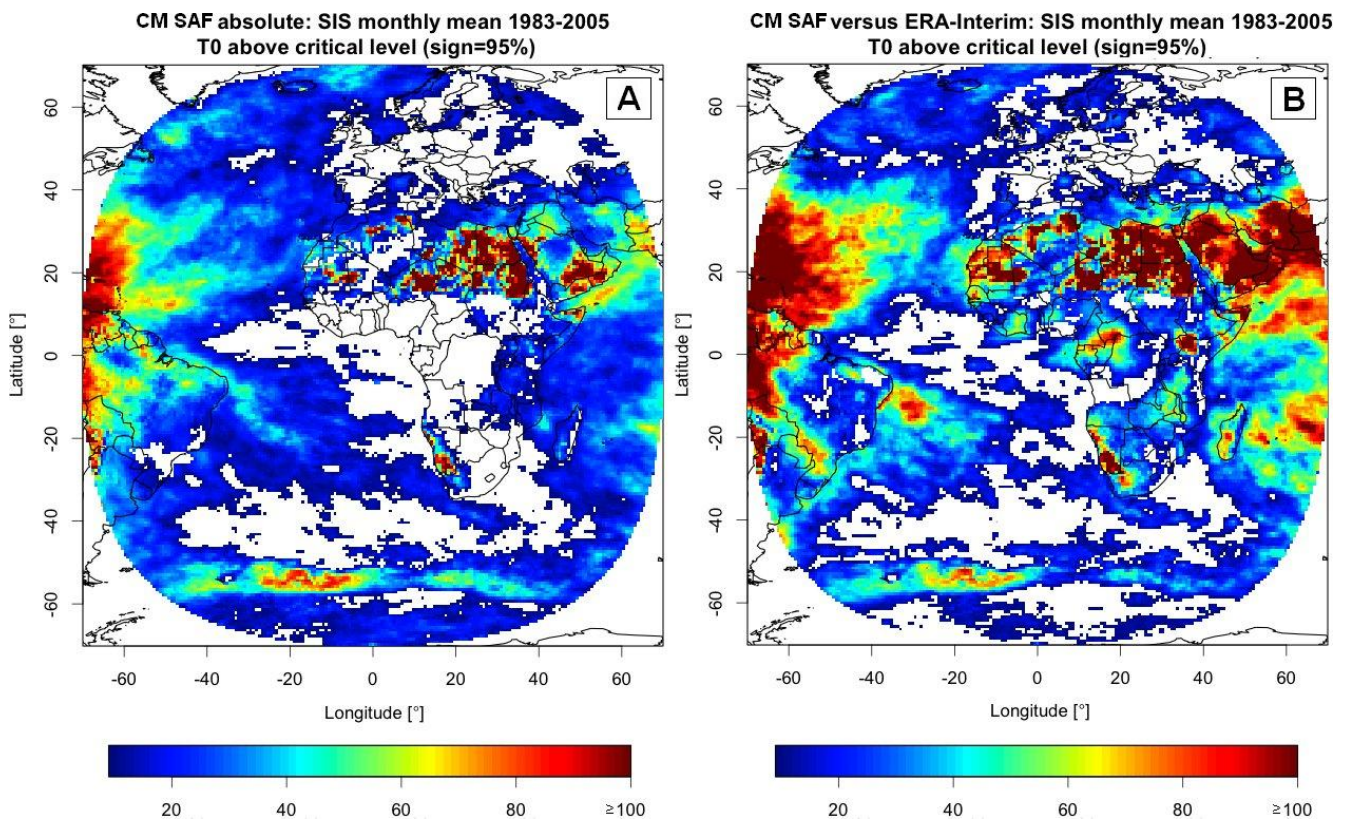 CM SAF absolute: SIS monthly mean 1983-2005
T0 above critical level (sign=95%)
A
Latitude [°]
60
40
20
0
-20
-40
-60
-60 -40 -20 0 20 40 60
Longitude [°]
20 40 60 80 ≥100
CM SAF versus ERA-Interim: SIS monthly mean 1983-2005
T0 above critical level (sign=95%)
B
Latitude [°]
60
40
20
0
-20
-40
-60
-60 -40 -20 0 20 40 60
Longitude [°]
20 40 60 80 ≥100